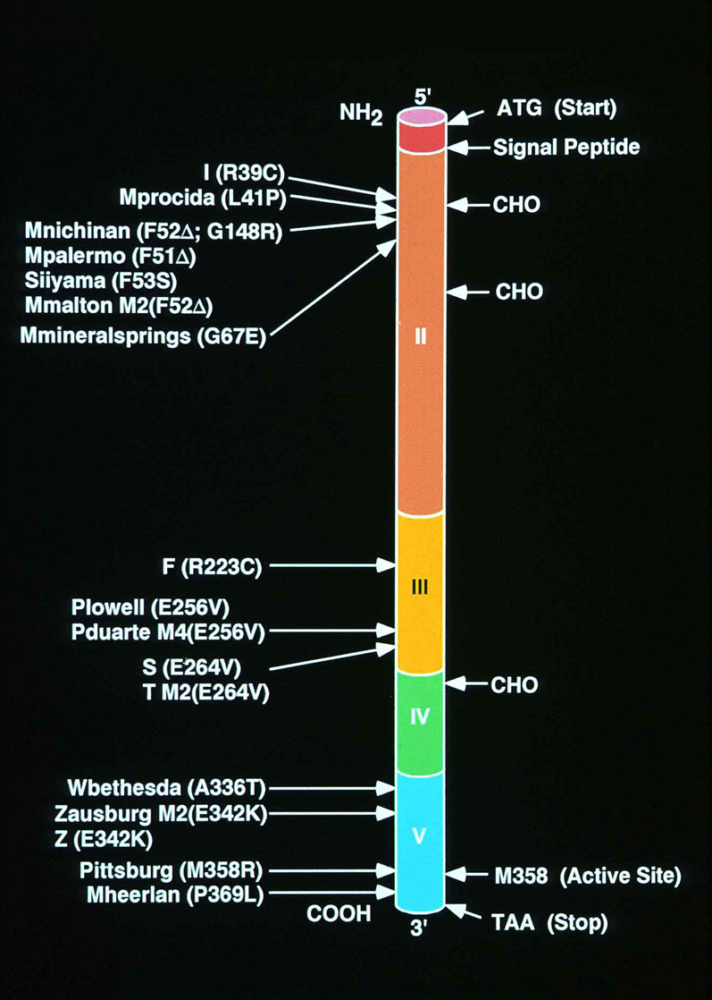 5'
NH2
ATG (Start)
Signal Peptide
I (R39C)
Mprocida (L41P)
CHO
Mnichinan (F52Δ; G148R)
Mpalermo (F51Δ)
Siiyama (F53S)
CHO
Mmalton M2(F52Δ)
Mmineralsprings (G67E)
II
F (R223C)
III
Plowell (E256V)
Pduarte M4(E256V)
S (E264V)
T M2(E264V)
CHO
IV
Wbethesda (A336T)
Zausburg M2(E342K)
Z (E342K)
V
Pittsburg (M358R)
M358 (Active Site)
Mheerlan (P369L)
COOH
3'
TAA (Stop)